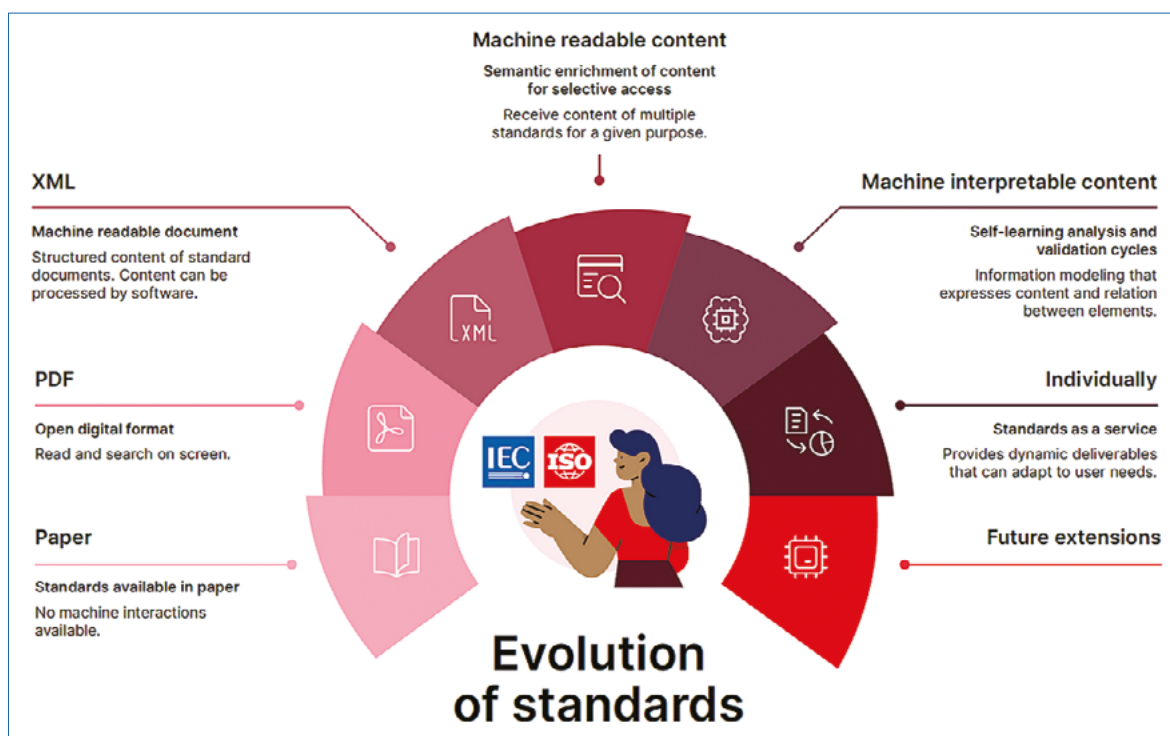 Machine readable content
Semantic enrichment of content
for selective access
Receive content of multiple
standards for a given purpose.
XML
Machine readable document
Structured content of standard
documents. Content can be
processed by software.
Machine interpretable content
Self-learning analysis and
validation cycles
Information modeling that
expresses content and relation
between elements.
XML
PDF
Open digital format
Read and search on screen.
Individually
Standards as a service
Provides dynamic deliverables
that can adapt to user needs.
IEC
ISO
Paper
Standards available in paper
No machine interactions
available.
Future extensions
Evolution
of standards